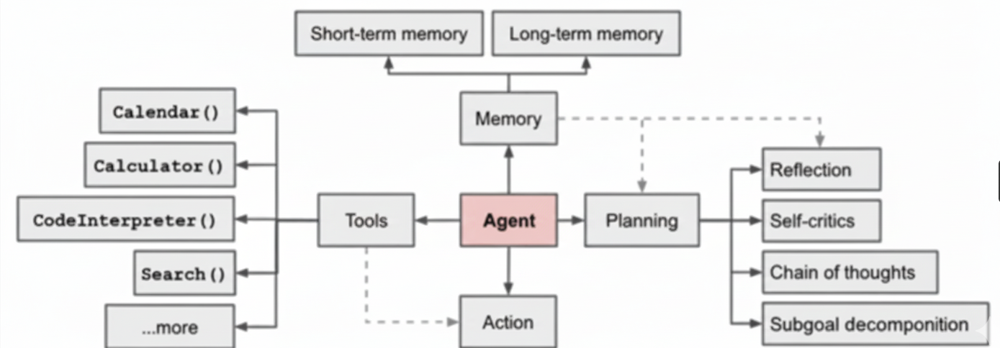 Short-term memory
Long-term memory
Calendar()
Memory
Calculator()
Reflection
CodeInterpreter()
Tools
Agent
Planning
Self-critics
Search()
Chain of thoughts
...more
Action
Subgoal decomponition